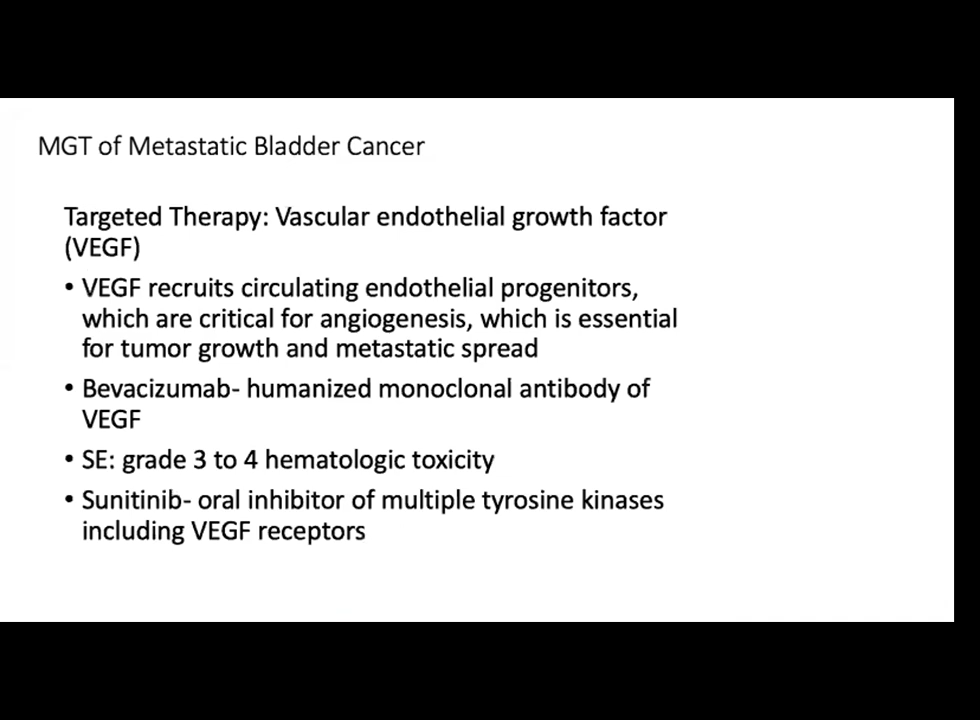 MGT of Metastatic Bladder Cancer
Targeted Therapy: Vascular endothelial growth factor
(VEGF)
• VEGF recruits circulating endothelial progenitors,
which are critical for angiogenesis, which is essential
for tumor growth and metastatic spread
• Bevacizumab- humanized monoclonal antibody of
VEGF
• SE: grade 3 to 4 hematologic toxicity
• Sunitinib- oral inhibitor of multiple tyrosine kinases
including VEGF receptors